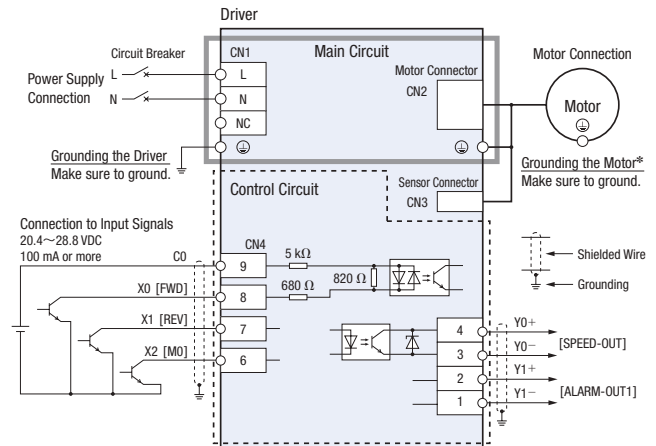 Driver
Circuit Breaker
CN1
Main Circuit
Motor Connection
Power Supply
Connection
L
L
N
N
NC
Motor Connector
CN2
Motor
Grounding the Driver
Make sure to ground.
Grounding the Motor*
Make sure to ground.
Control Circuit
Sensor Connector
CN3
Connection to Input Signals
20.4～28.8 VDC
100 mA or more
C0
CN4
9
5 kΩ
820 Ω
Shielded Wire
Grounding
X0 [FWD]
8
680 Ω
X1 [REV]
7
X2 [M0]
6
4
Y0+
3
Y0−
[SPEED-OUT]
2
Y1+
1
Y1−
[ALARM-OUT1]